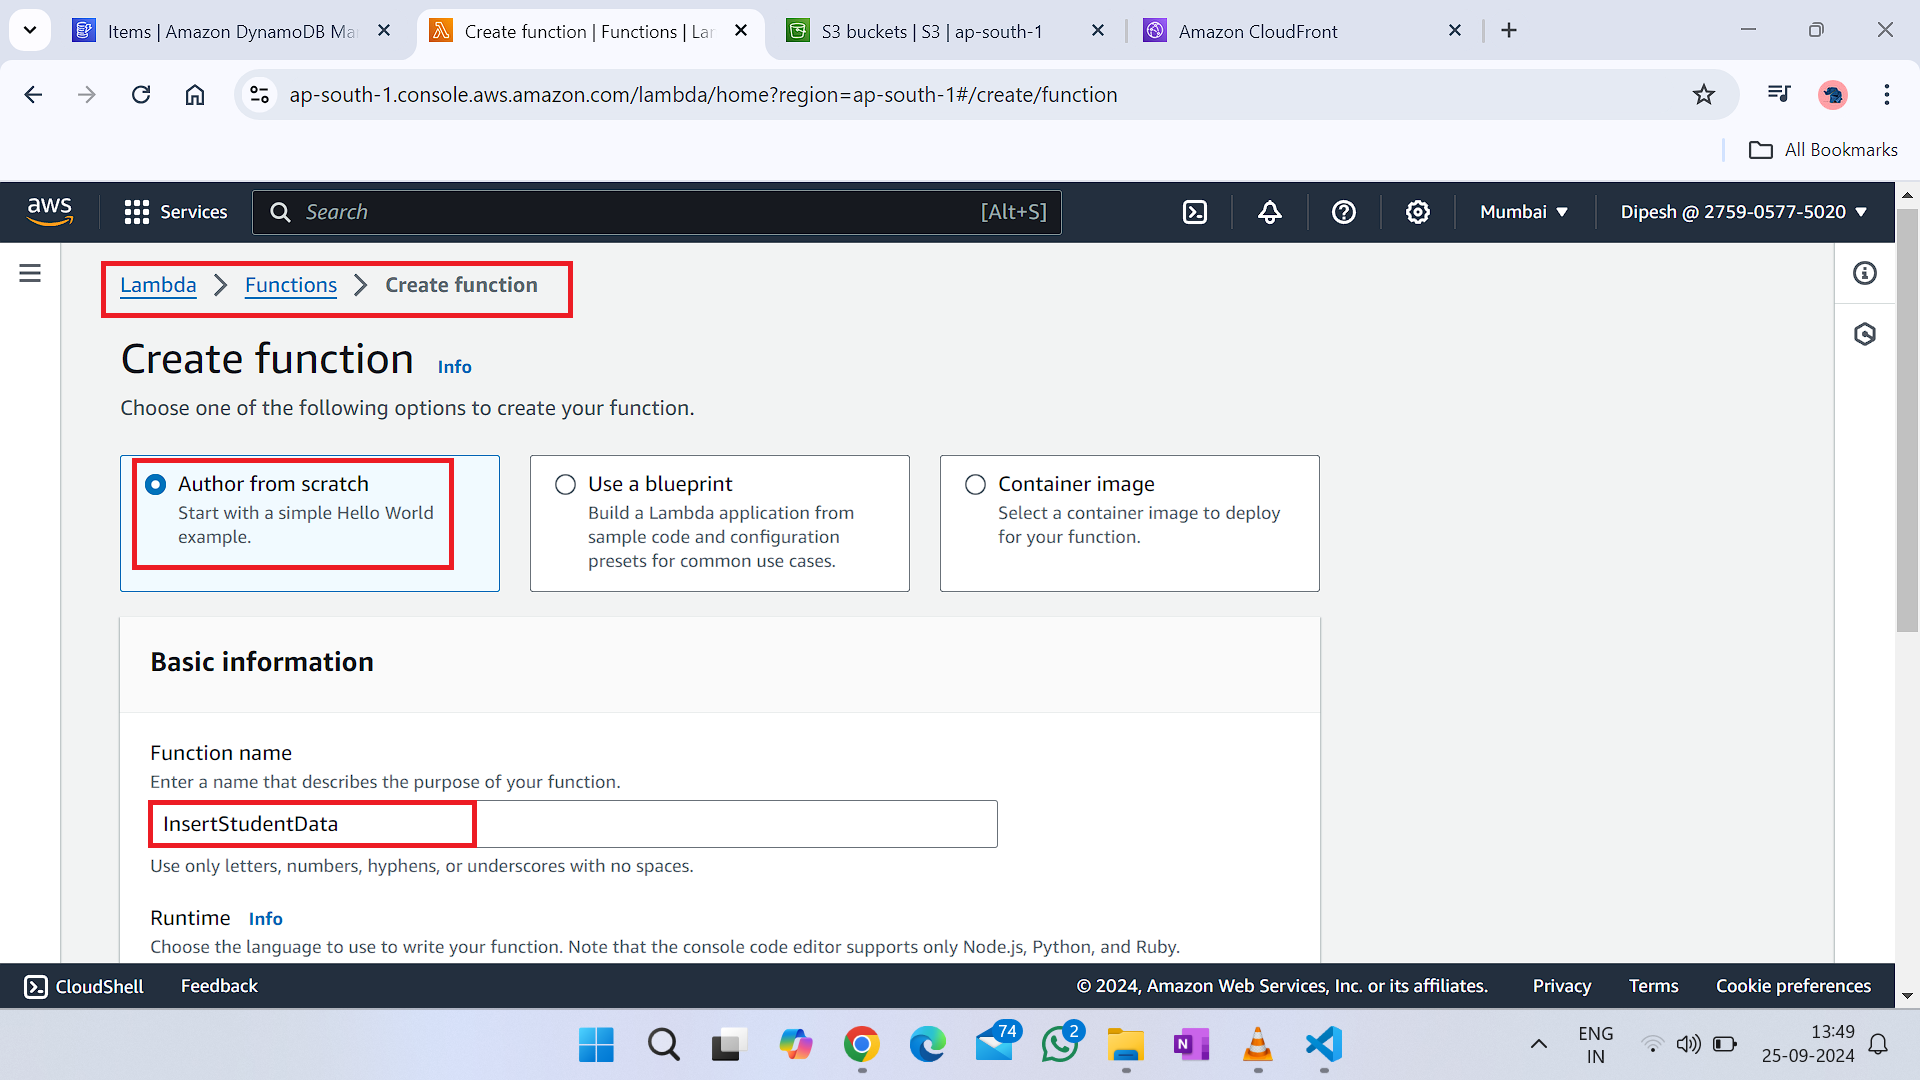 Items | Amazon DynamoDB Ma
Create function | Functions | La
S3 buckets | S3 | ap-south-1
Amazon CloudFront
ap-south-1.console.aws.amazon.com/lambda/home?region=ap-south-1#/create/function
All Bookmarks
aws
Services
Search
[Alt+S]
Mumbai
Dipesh @ 2759-0577-5020
Lambda
Functions
Create function
Create function Info
Choose one of the following options to create your function.
Author from scratch
Start with a simple Hello World
example.
Use a blueprint
Build a Lambda application from
sample code and configuration
presets for common use cases.
Container image
Select a container image to deploy
for your function.
Basic information
Function name
Enter a name that describes the purpose of your function.
InsertStudentData
Use only letters, numbers, hyphens, or underscores with no spaces.
Runtime Info
Choose the language to use to write your function. Note that the console code editor supports only Node.js, Python, and Ruby.
CloudShell
Feedback
© 2024, Amazon Web Services, Inc. or its affiliates.
Privacy
Terms
Cookie preferences
74
2
N
ENG
IN
13:49
25-09-2024